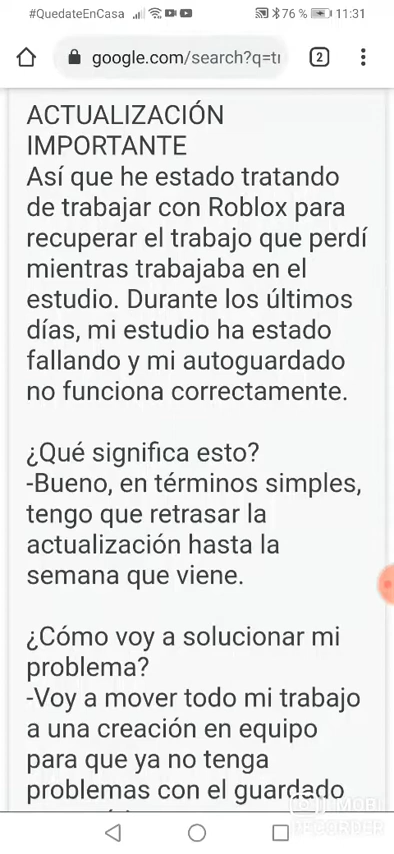 #QuedateEnCasa 76 % 11:31
google.com/search?q=tr 2
ACTUALIZACIÓN
IMPORTANTE
Así que he estado tratando
de trabajar con Roblox para
recuperar el trabajo que perdí
mientras trabajaba en el
estudio. Durante los últimos
días, mi estudio ha estado
fallando y mi autoguardado
no funciona correctamente.
¿Qué significa esto?
-Bueno, en términos simples,
tengo que retrasar la
actualización hasta la
semana que viene.
¿Cómo voy a solucionar mi
problema?
-Voy a mover todo mi trabajo
a una creación en equipo
para que ya no tenga
problemas con el guardado
MOBI
RECORDER